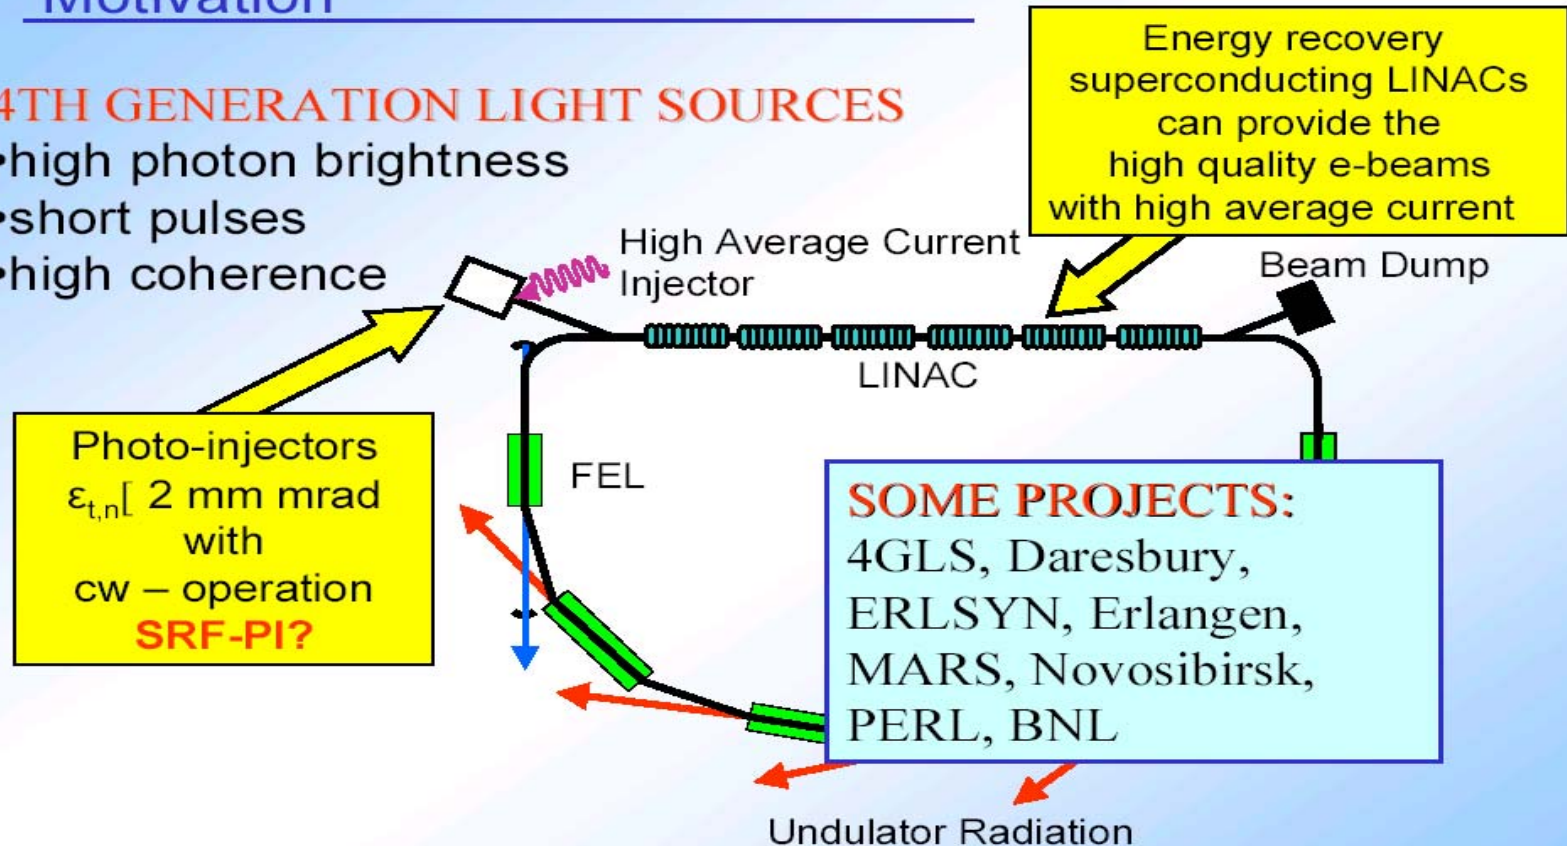 Motivation
4TH GENERATION LIGHT SOURCES
•high photon brightness
•short pulses
•high coherence
Energy recovery
superconducting LINACs
can provide the
high quality e-beams
with high average current
High Average Current
Injector
Beam Dump
LINAC
Photo-injectors
εt,n[ 2 mm mrad
with
cw – operation
SRF-PI?
FEL
SOME PROJECTS:
4GLS, Daresbury,
ERLSYN, Erlangen,
MARS, Novosibirsk,
PERL, BNL
Undulator Radiation